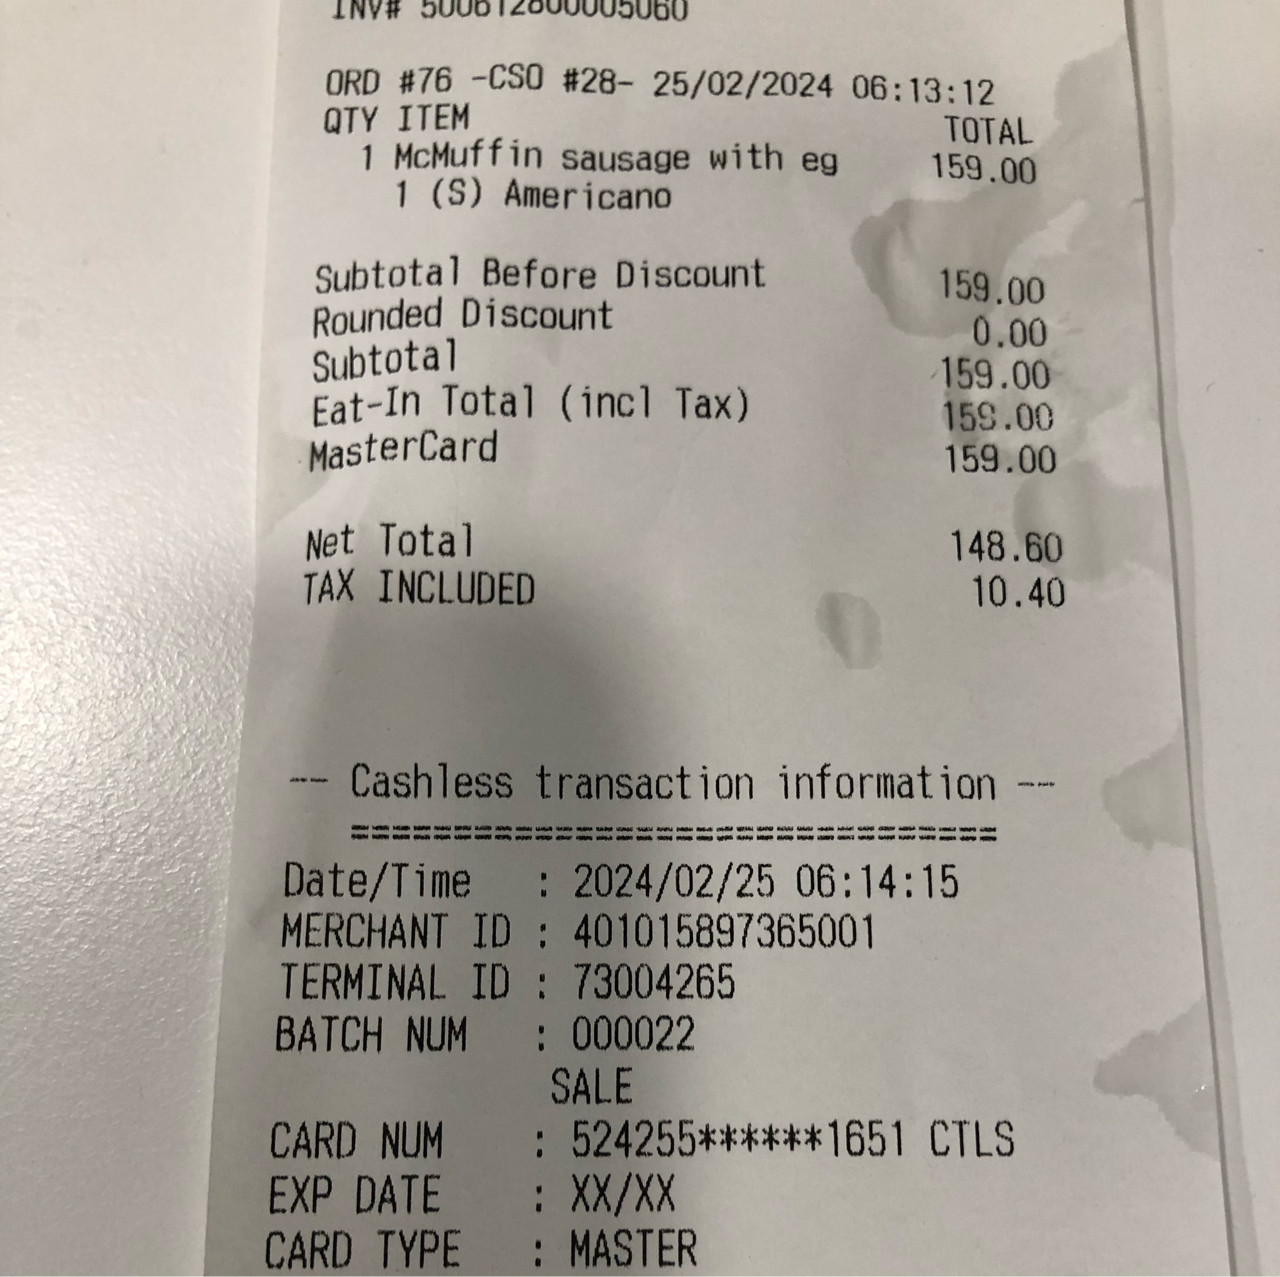 INV# 500612800005060
ORD #76 -CSO #28- 25/02/2024 06:13:12
QTY ITEM TOTAL
1 McMuffin sausage with eg 159.00
1 (S) Americano
Subtotal Before Discount 159.00
Rounded Discount 0.00
Subtotal 159.00
Eat-In Total (incl Tax) 159.00
MasterCard 159.00
Net Total 148.60
TAX INCLUDED 10.40
-- Cashless transaction information --
================================
Date/Time : 2024/02/25 06:14:15
MERCHANT ID : 401015897365001
TERMINAL ID : 73004265
BATCH NUM : 000022
SALE
CARD NUM : 524255******1651 CTLS
EXP DATE : XX/XX
CARD TYPE : MASTER